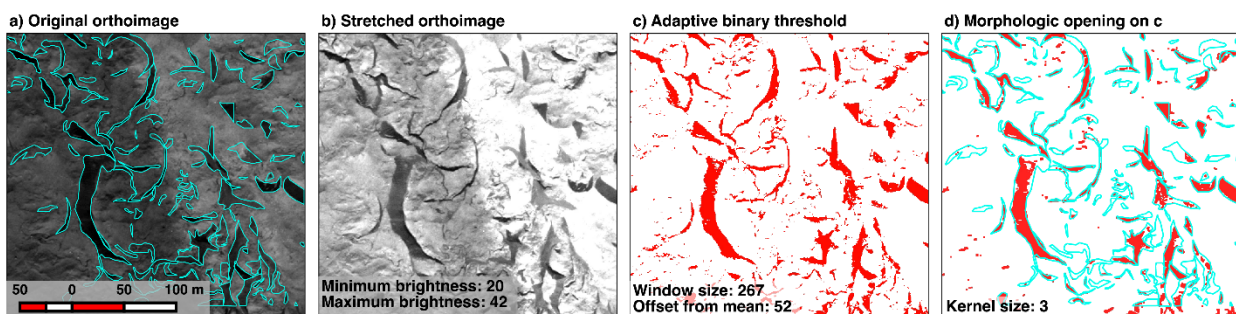 a) Original orthoimage
b) Stretched orthoimage
c) Adaptive binary threshold
d) Morphologic opening on c
50 0 50 100 m
Minimum brightness: 20
Maximum brightness: 42
Window size: 267
Offset from mean: 52
Kernel size: 3